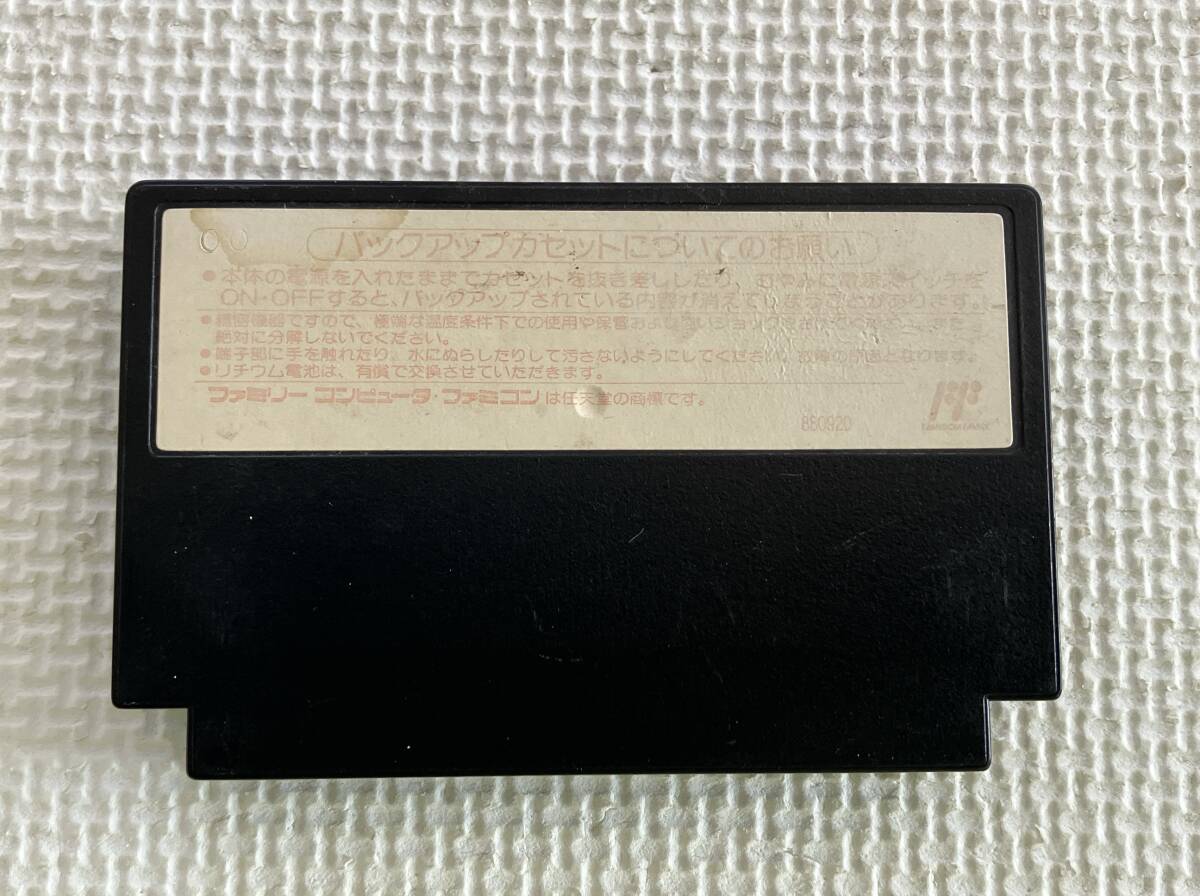 00
バックアップカセットについてのお願い
●本体の電源を入れたままでカセットを抜き差ししたり、むやみに電源スイッチを
ON・OFFすると、バックアップされている内容が消えてしまうことがあります。
●精密機器ですので、極端な温度条件下での使用や保管および強いショックをさけてください。また、
絶対に分解しないでください。
●端子部に手を触れたり、水にぬらしたりして汚さないようにしてください。故障の原因となります。
●リチウム電池は、有償で交換させていただきます。
ファミリーコンピュータ・ファミコンは任天堂の商標です。
880920
FF